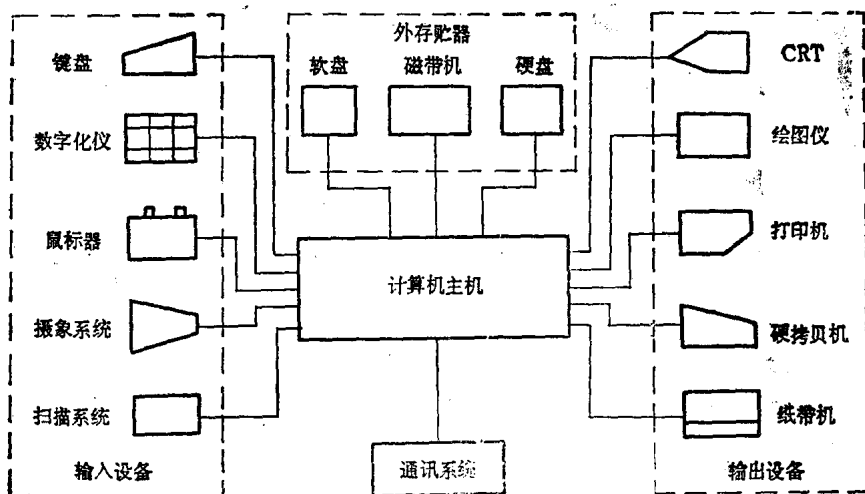 外存贮器
软盘
磁带机
硬盘
键盘
数字化仪
鼠标器
摄象系统
扫描系统
输入设备
计算机主机
通讯系统
CRT
绘图仪
打印机
硬拷贝机
纸带机
输出设备